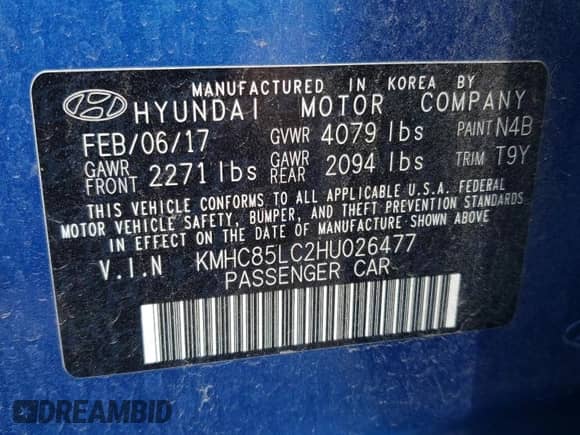 MANUFACTURED IN KOREA BY
HYUNDAI MOTOR COMPANY
FEB/06/17 GVWR 4079 lbs PAINT N4B
GAWR FRONT 2271 lbs GAWR REAR 2094 lbs TRIM T9Y
THIS VEHICLE CONFORMS TO ALL APPLICABLE U.S.A. FEDERAL
MOTOR VEHICLE SAFETY, BUMPER, AND THEFT PREVENTION STANDARDS
IN EFFECT ON THE DATE OF MANUFACTURE SHOWN ABOVE
V.I.N KMHC85LC2HU026477
PASSENGER CAR
DREAMBID